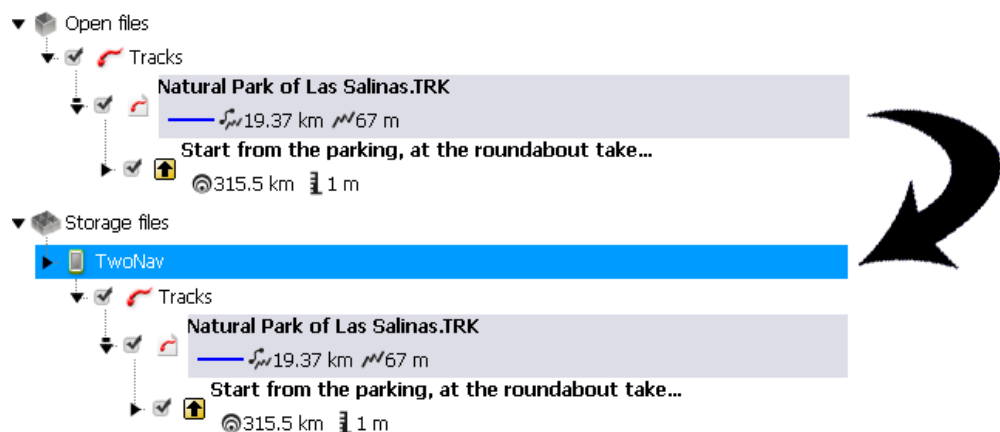 Open files
Tracks
Natural Park of Las Salinas.TRK
19.37 km 67 m
Start from the parking, at the roundabout take...
315.5 km 1 m
Storage files
TwoNav
Tracks
Natural Park of Las Salinas.TRK
19.37 km 67 m
Start from the parking, at the roundabout take...
315.5 km 1 m